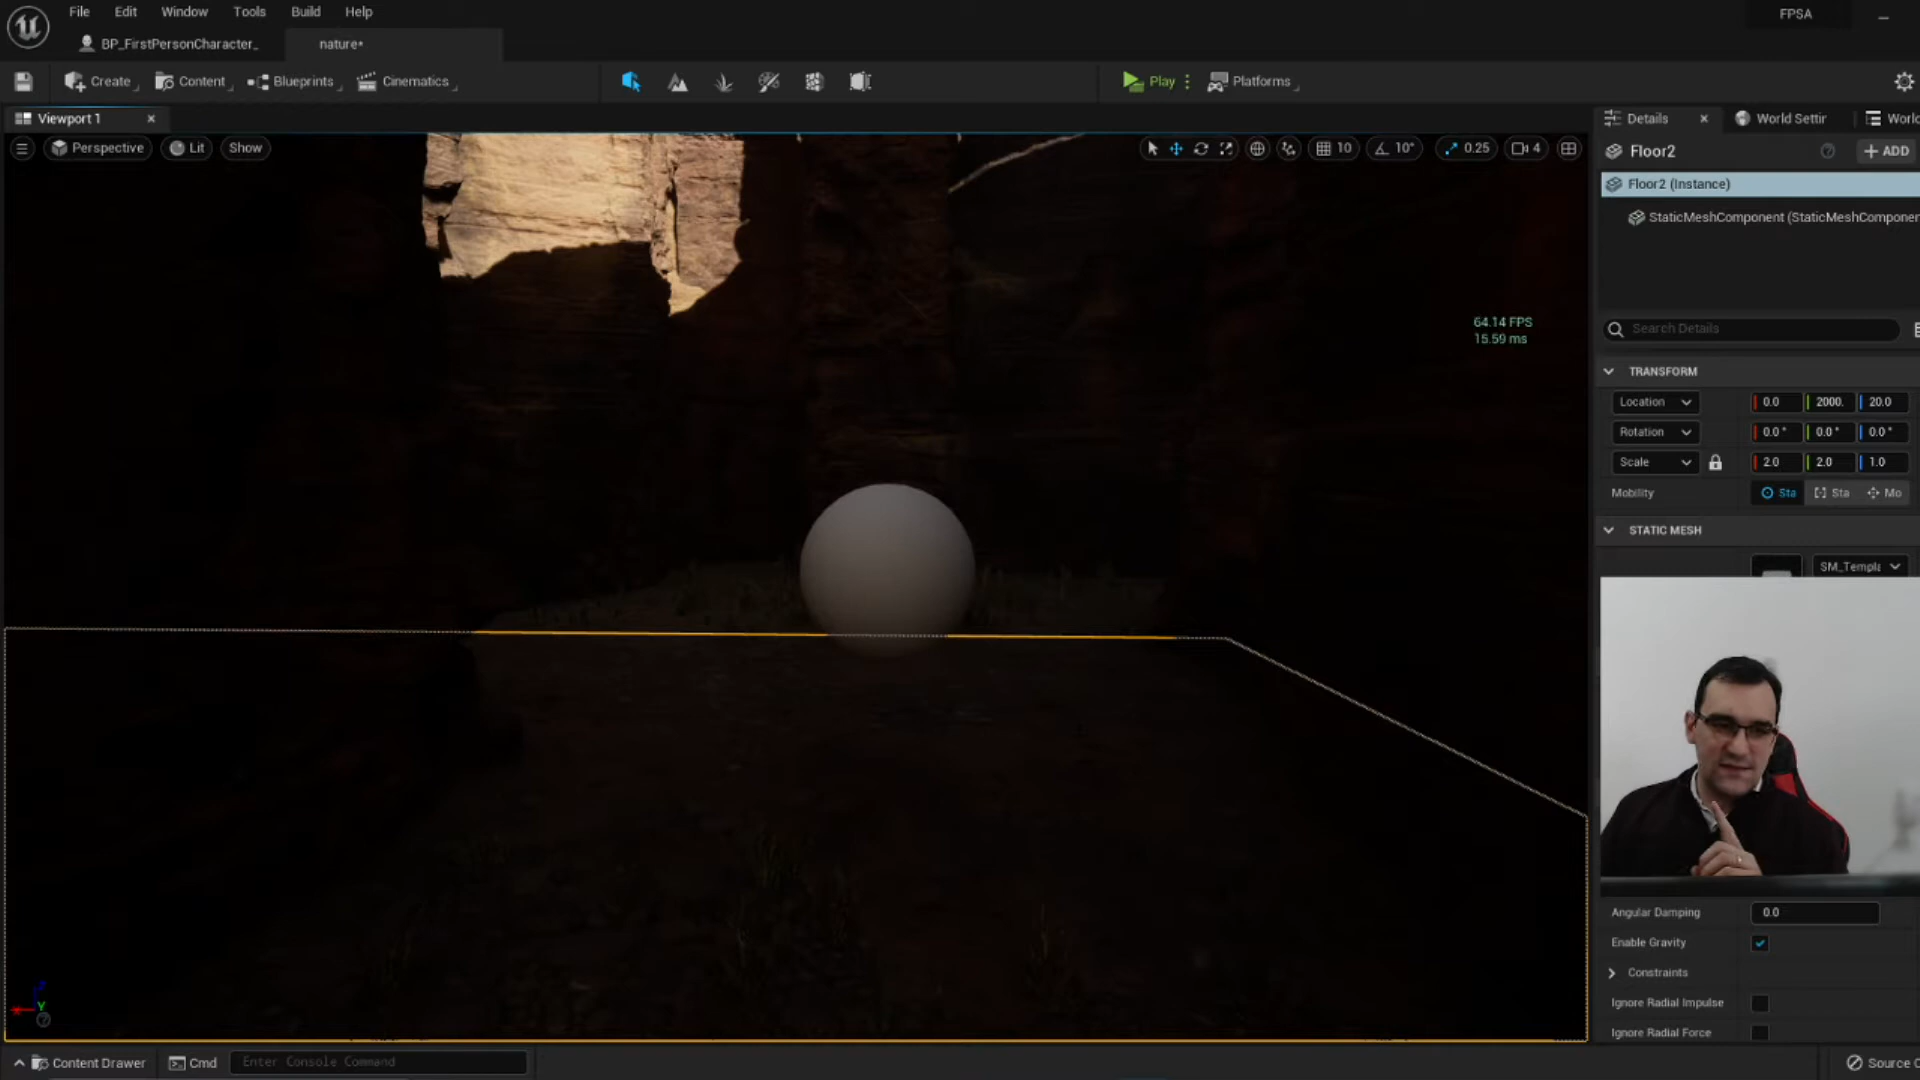 File Edit Window Tools Build Help
FPSA
BP_FirstPersonCharacter_
nature•
Create Content Blueprints Cinematics
Play Platforms
Viewport 1
Details World Settir World
Perspective Lit Show
10 10° 0.25 4
Floor2 + ADD
Floor2 (Instance)
StaticMeshComponent (StaticMeshComponer
64.14 FPS
15.59 ms
Search Details
TRANSFORM
Location 0.0 2000. 20.0
Rotation 0.0° 0.0° 0.0°
Scale 2.0 2.0 1.0
Mobility Sta Sta Mo
STATIC MESH
SM_Templa
Angular Damping 0.0
Enable Gravity
Constraints
Ignore Radial Impulse
Ignore Radial Force
Y
Content Drawer Cmd Enter Console Command
Source C